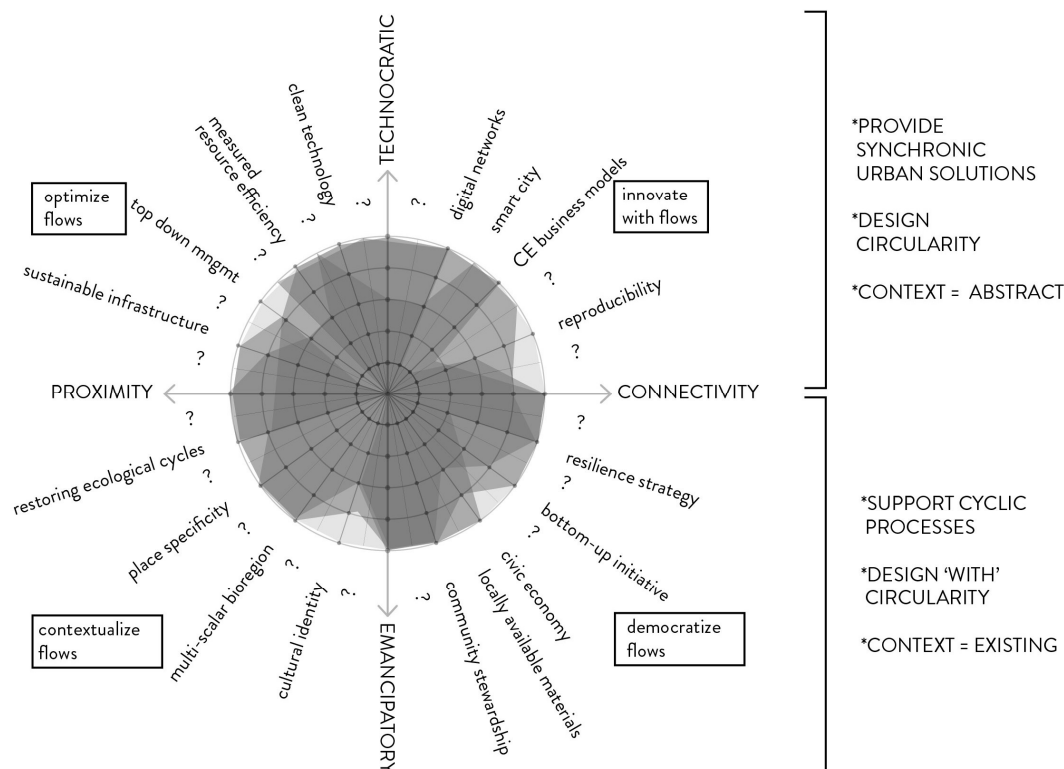 TECHNOCRATIC
clean technology
measured
resource efficiency
optimize
flows
top down mngmt
sustainable infrastructure
?
?
?
?
?
PROXIMITY
digital networks
smart city
CE business models
innovate
with flows
reproducibility
?
?
?
CONNECTIVITY
?
restoring ecological cycles
?
place specificity
?
multi-scalar bioregion
?
cultural identity
?
contextualize
flows
EMANCIPATORY
?
resilience strategy
?
bottom-up initiative
?
civic economy
locally available materials
community stewardship
?
democratize
flows
*PROVIDE
SYNCHRONIC
URBAN SOLUTIONS
*DESIGN
CIRCULARITY
*CONTEXT = ABSTRACT
*SUPPORT CYCLIC
PROCESSES
*DESIGN ‘WITH’
CIRCULARITY
*CONTEXT = EXISTING